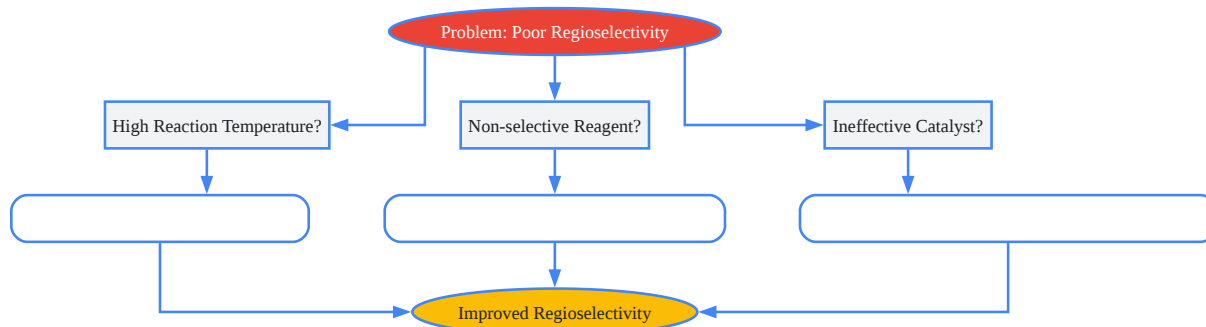 Problem: Poor Regioselectivity
High Reaction Temperature?
Non-selective Reagent?
Ineffective Catalyst?
Improved Regioselectivity